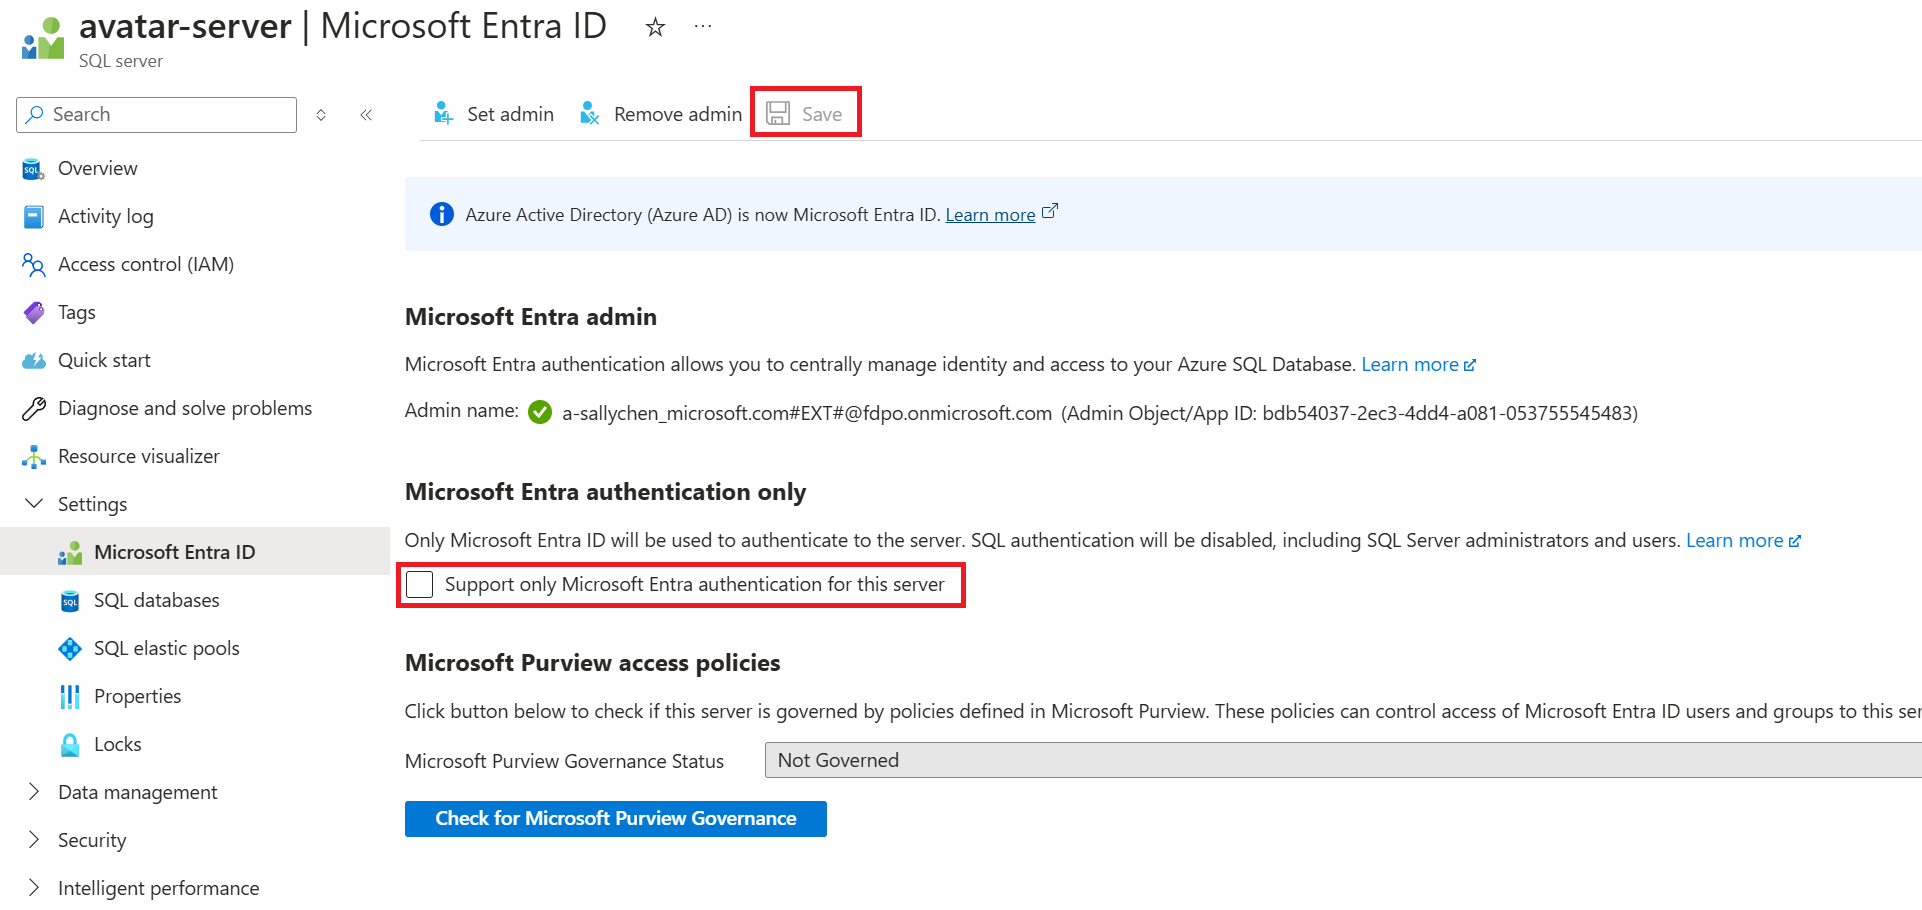 avatar-server | Microsoft Entra ID
SQL server
Search
Overview
Activity log
Access control (IAM)
Tags
Quick start
Diagnose and solve problems
Resource visualizer
Settings
Microsoft Entra ID
SQL databases
SQL elastic pools
Properties
Locks
Data management
Security
Intelligent performance
Set admin Remove admin Save
Azure Active Directory (Azure AD) is now Microsoft Entra ID. Learn more
Microsoft Entra admin
Microsoft Entra authentication allows you to centrally manage identity and access to your Azure SQL Database. Learn more
Admin name: a-sallychen_microsoft.com#EXT#@fdpo.onmicrosoft.com (Admin Object/App ID: bdb54037-2ec3-4dd4-a081-053755545483)
Microsoft Entra authentication only
Only Microsoft Entra ID will be used to authenticate to the server. SQL authentication will be disabled, including SQL Server administrators and users. Learn more
Support only Microsoft Entra authentication for this server
Microsoft Purview access policies
Click button below to check if this server is governed by policies defined in Microsoft Purview. These policies can control access of Microsoft Entra ID users and groups to this ser
Microsoft Purview Governance Status Not Governed
Check for Microsoft Purview Governance